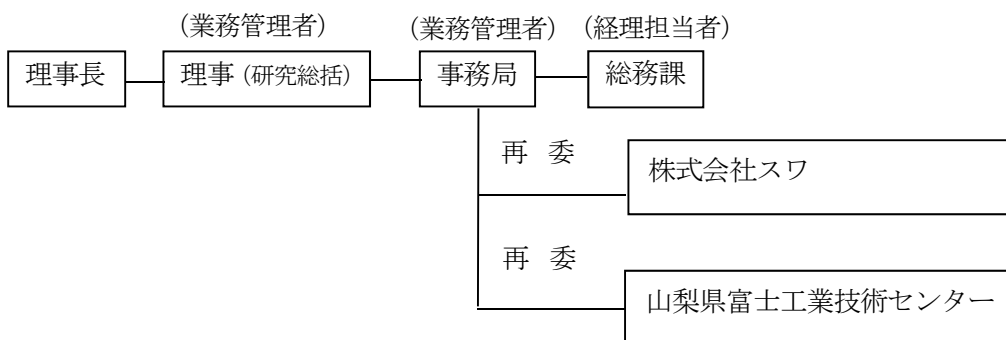 (業務管理者) (業務管理者) (経理担当者)
理事長 理事 (研究総括) 事務局 総務課
再 委
株式会社スワ
再 委
山梨県富士工業技術センター